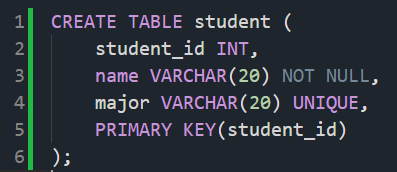 1 CREATE TABLE student (
2     student_id INT,
3     name VARCHAR(20) NOT NULL,
4     major VARCHAR(20) UNIQUE,
5     PRIMARY KEY(student_id)
6 );